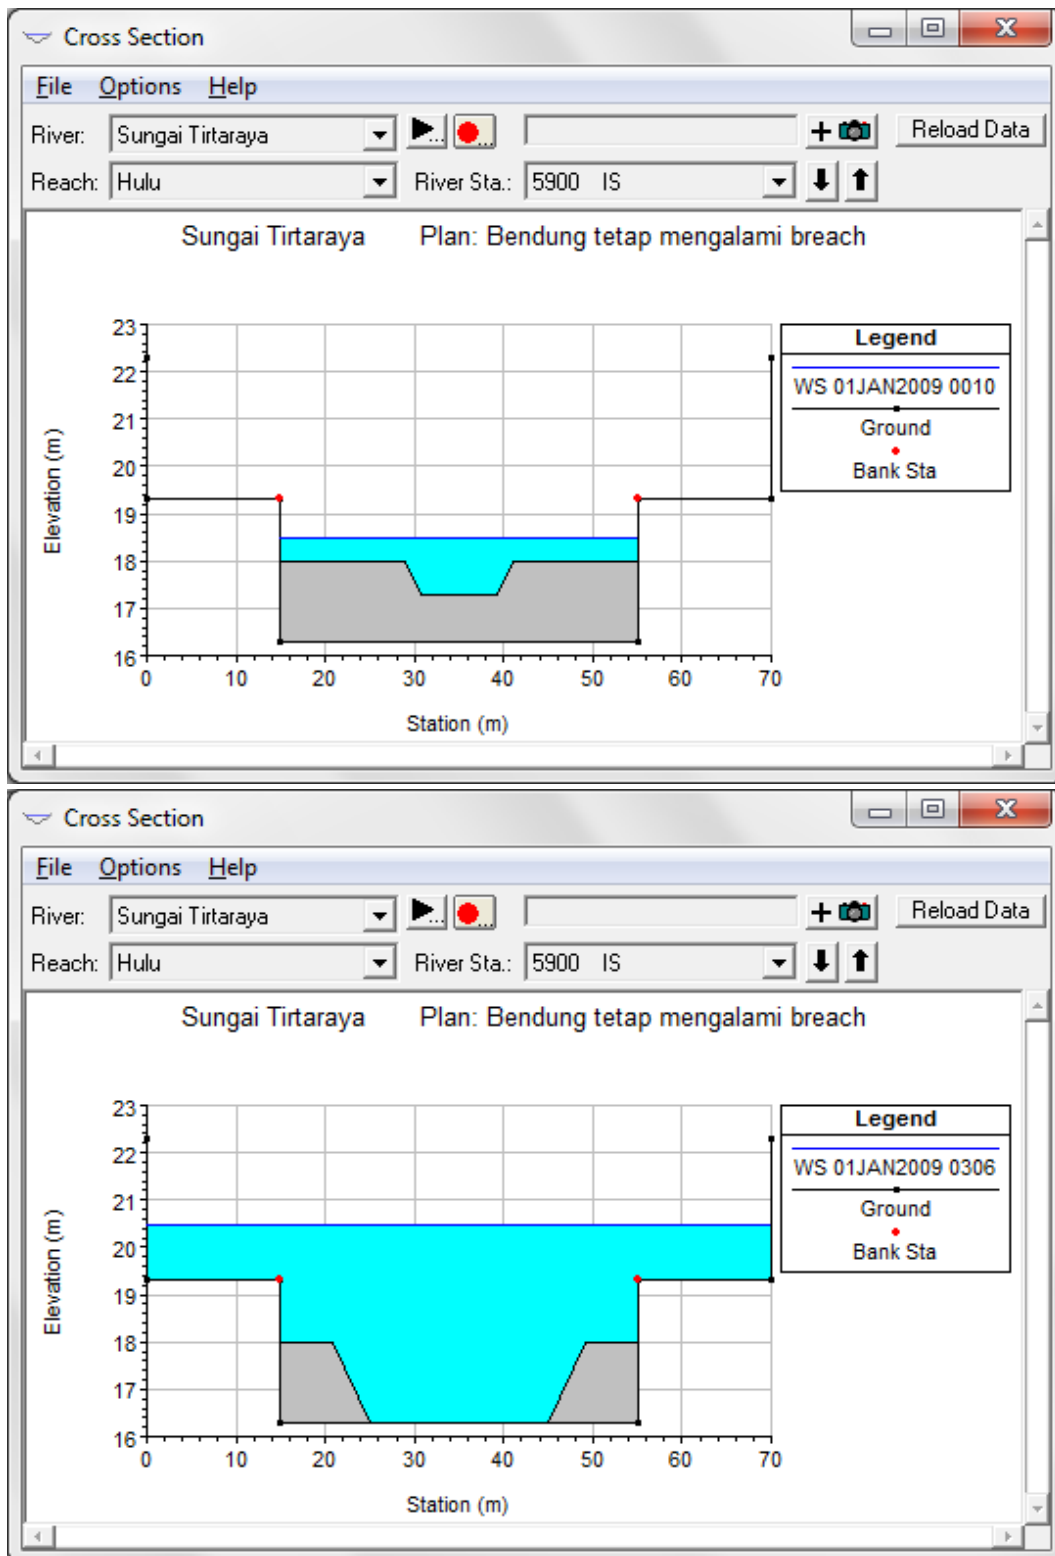 Cross Section
File Options Help
River: Sungai Tirtaraya ... ... + Reload Data
Reach: Hulu River Sta.: 5900 IS
Sungai Tirtaraya Plan: Bendung tetap mengalami breach
23
22
21
20
19
18
17
16
Elevation (m)
0 10 20 30 40 50 60 70
Station (m)
Legend
WS 01JAN2009 0010
Ground
Bank Sta
Cross Section
File Options Help
River: Sungai Tirtaraya ... ... + Reload Data
Reach: Hulu River Sta.: 5900 IS
Sungai Tirtaraya Plan: Bendung tetap mengalami breach
23
22
21
20
19
18
17
16
Elevation (m)
0 10 20 30 40 50 60 70
Station (m)
Legend
WS 01JAN2009 0306
Ground
Bank Sta